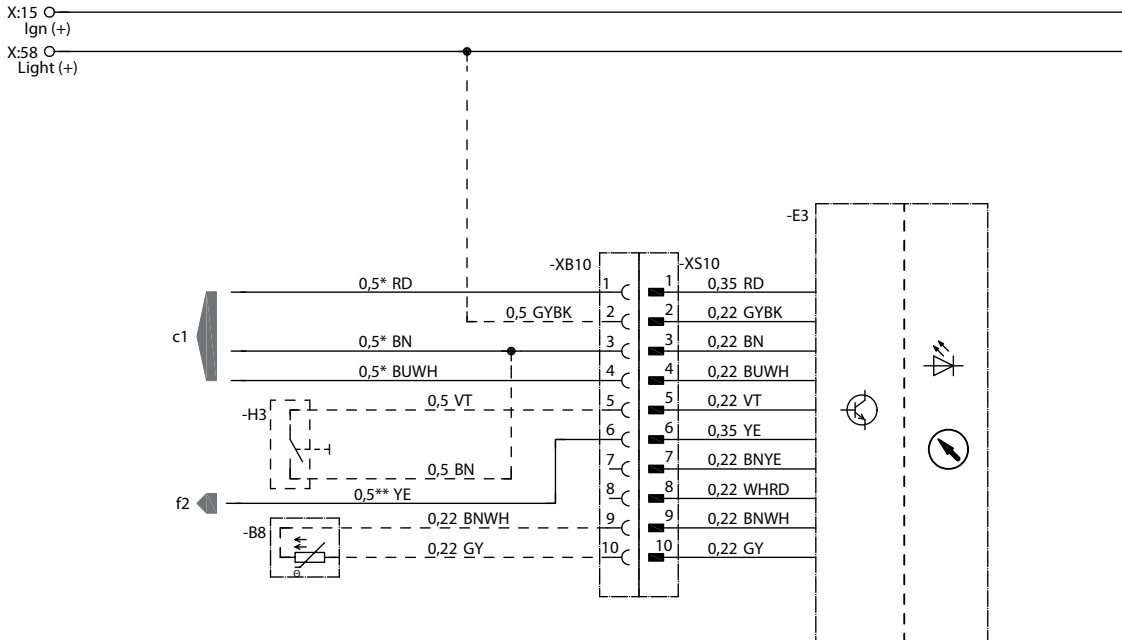 X:15
Ign (+)
X:58
Light (+)
-E3
-XB10
-XS10
0,5* RD
1
1
0,35 RD
0,5 GYBK
2
2
0,22 GYBK
c1
0,5* BN
3
3
0,22 BN
0,5* BUWH
4
4
0,22 BUWH
-H3
0,5 VT
5
5
0,22 VT
6
6
0,35 YE
0,5 BN
7
7
0,22 BNYE
f2
0,5** YE
8
8
0,22 WHRD
-B8
0,22 BNWH
9
9
0,22 BNWH
0,22 GY
10
10
0,22 GY
Θ